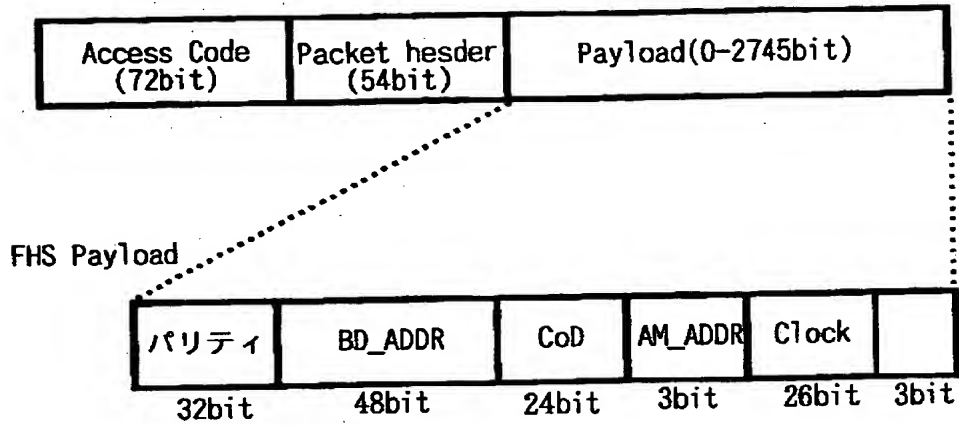 Access Code
(72bit)
Packet hesder
(54bit)
Payload(0-2745bit)
FHS Payload
パリティ
BD_ADDR
CoD
AM_ADDR
Clock
32bit
48bit
24bit
3bit
26bit
3bit